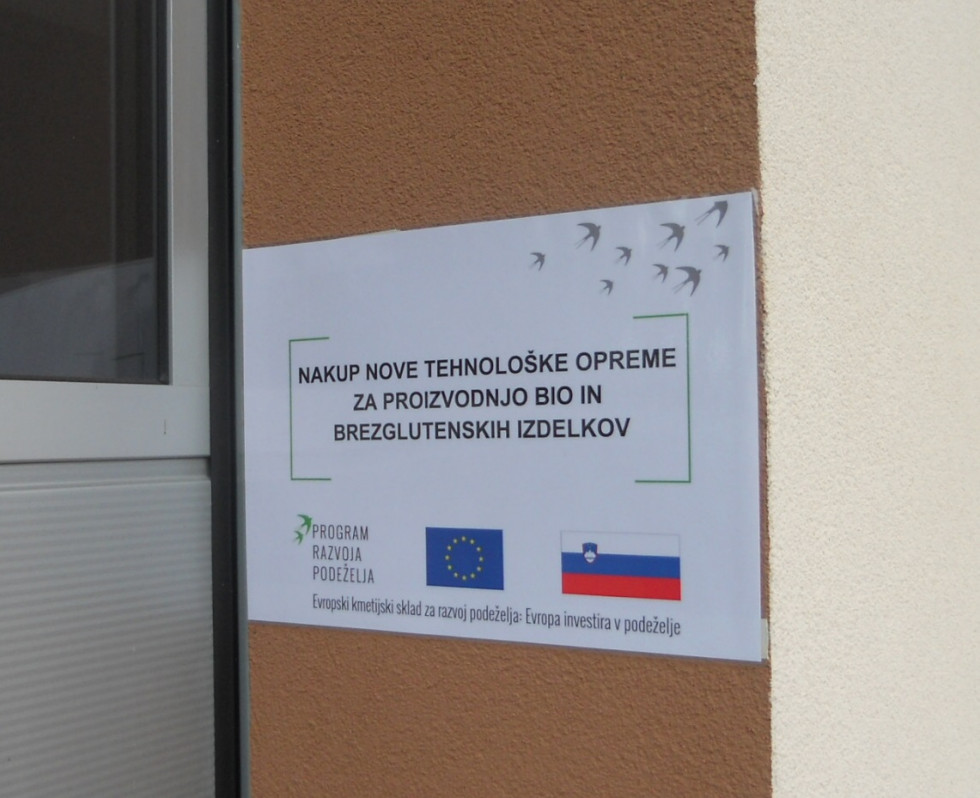 NAKUP NOVE TEHNOLOŠKE OPREME
ZA PROIZVODNJO BIO IN
BREZGLUTENSKIH IZDELKOV
PROGRAM
RAZVOJA
PODEŽELJA
Evropski kmetijski sklad za razvoj podeželja: Evropa investira v podeželje